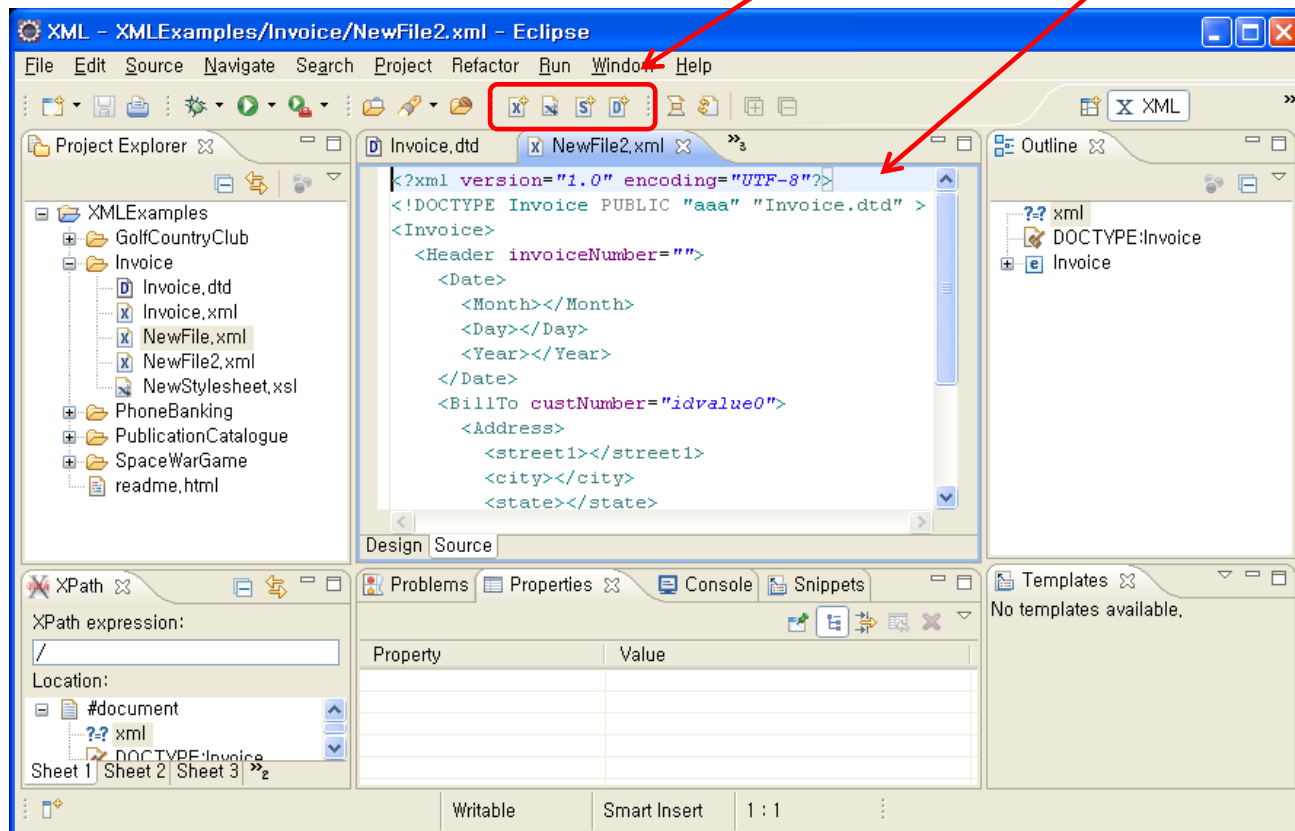 XML - XMLExamples/Invoice/NewFile2.xml - Eclipse
File Edit Source Navigate Search Project Refactor Run Window Help
XML
Project Explorer
XMLExamples
GolfCountryClub
Invoice
Invoice.dtd
Invoice.xml
NewFile.xml
NewFile2.xml
NewStylesheet.xsl
PhoneBanking
PublicationCatalogue
SpaceWarGame
readme.html
Invoice.dtd NewFile2.xml »3
<?xml version="1.0" encoding="UTF-8"?>
<!DOCTYPE Invoice PUBLIC "aaa" "Invoice.dtd" >
<Invoice>
<Header invoiceNumber="">
<Date>
<Month></Month>
<Day></Day>
<Year></Year>
</Date>
<BillTo custNumber="idvalue0">
<Address>
<street1></street1>
<city></city>
<state></state>
Design Source
Outline
?=? xml
DOCTYPE:Invoice
Invoice
XPath
XPath expression:
/
Location:
#document
?=? xml
DOCTYPE:Invoice
Sheet 1 Sheet 2 Sheet 3 »2
Problems Properties Console Snippets
Property Value
Templates
No templates available.
Writable Smart Insert 1 : 1